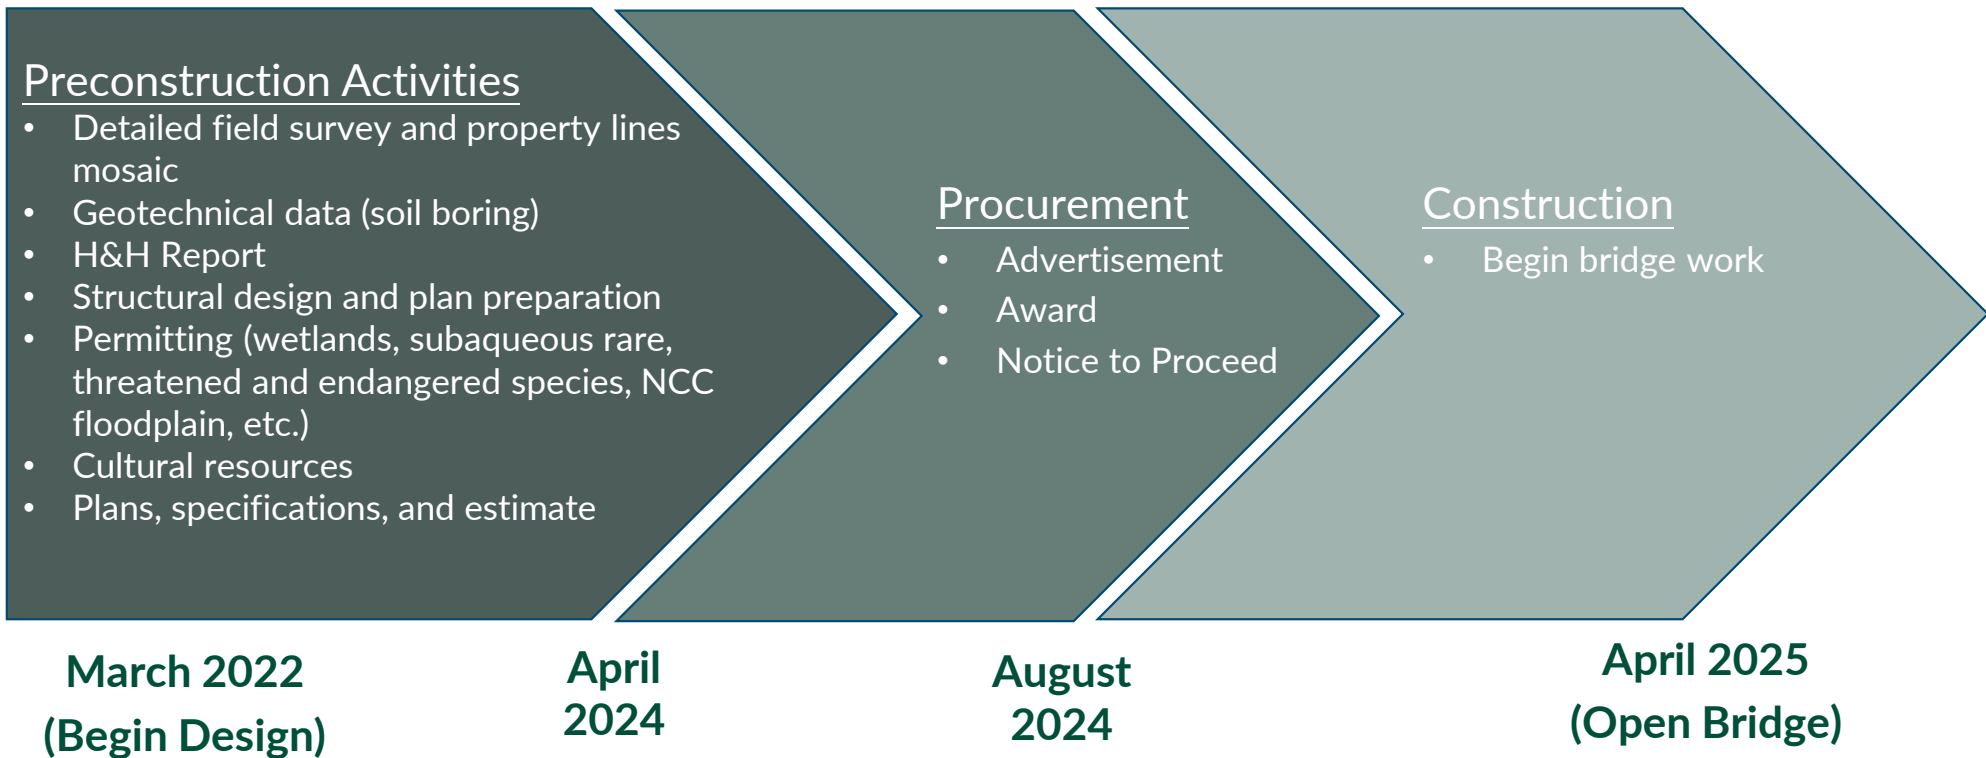 Preconstruction Activities
• Detailed field survey and property lines
mosaic
• Geotechnical data (soil boring)
• H&H Report
• Structural design and plan preparation
• Permitting (wetlands, subaqueous rare,
threatened and endangered species, NCC
floodplain, etc.)
• Cultural resources
• Plans, specifications, and estimate
Procurement
• Advertisement
• Award
• Notice to Proceed
Construction
• Begin bridge work
March 2022
(Begin Design)
April
2024
August
2024
April 2025
(Open Bridge)